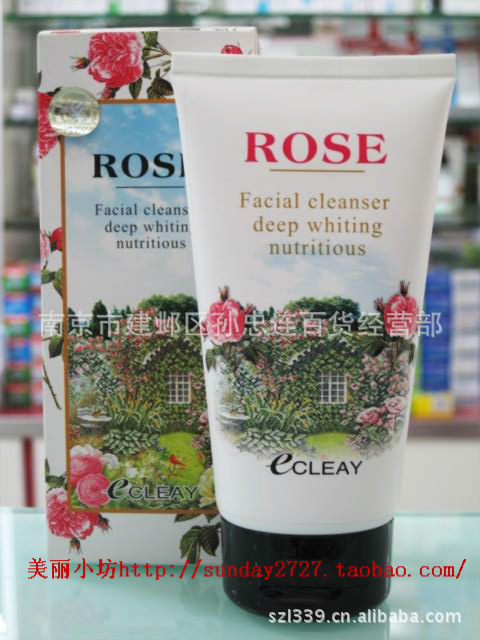 ROSE
Facial cleans
deep whiting
nutritious
eCLEAY
ROSE
Facial cleanser
deep whiting
nutritious
eCLEAY
南京市建邺区孙忠连百货经营部
美丽小坊http://sunday2727.taobao.com/
szl339.cn.alibaba.com